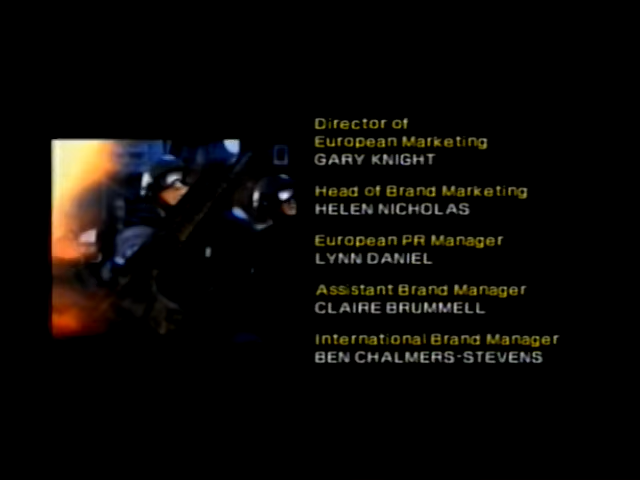 Director of
European Marketing
GARY KNIGHT
Head of Brand Marketing
HELEN NICHOLAS
European PR Manager
LYNN DANIEL
Assistant Brand Manager
CLAIRE BRUMMELL
International Brand Manager
BEN CHALMERS-STEVENS